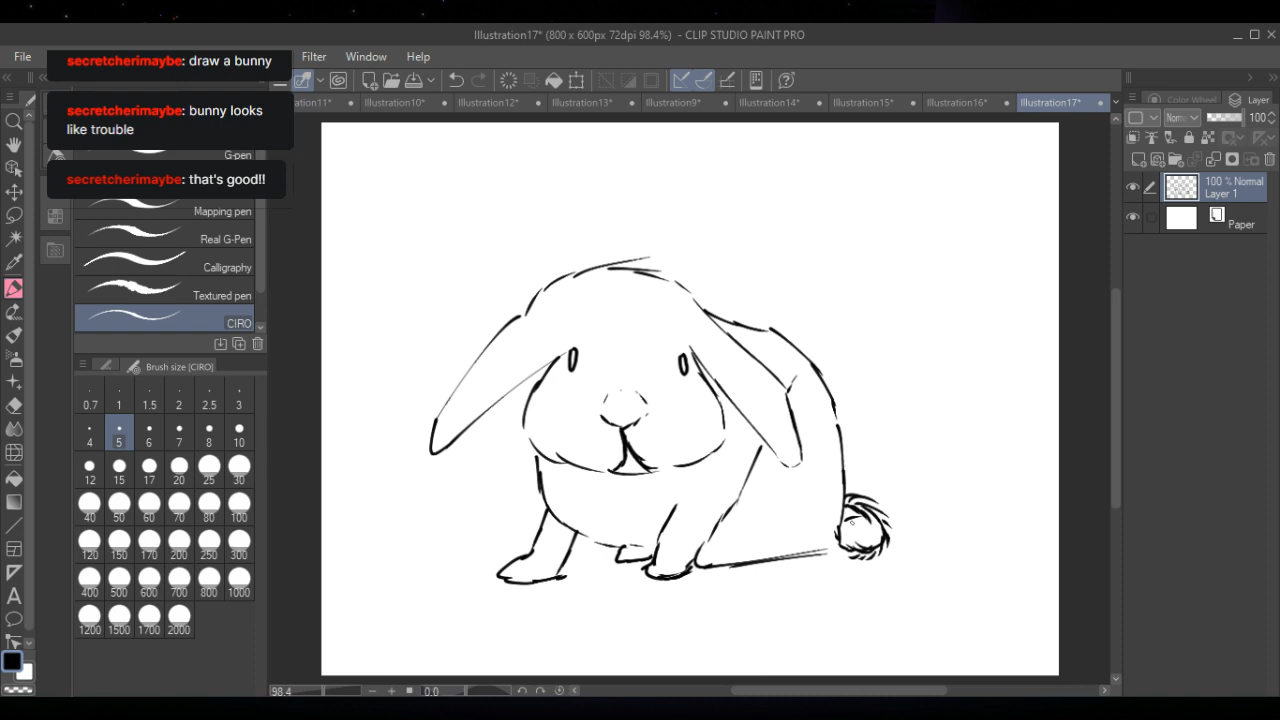 Illustration17* (800 x 600px 72dpi 98.4%) - CLIP STUDIO PAINT PRO
File Filter Window Help
secretcherimaybe: draw a bunny
secretcherimaybe: bunny looks
like trouble
secretcherimaybe: that's good!!
Illustration10* Illustration12* Illustration13* Illustration9* Illustration14* Illustration15* Illustration16* Illustration17*
Color Wheel Layer
100
G-pen
Mapping pen
Real G-Pen
Calligraphy
Textured pen
CIRO
100 % Normal
Layer 1
Paper
Brush size (CIRO)
0.7 1 1.5 2 2.5 3
4 5 6 7 8 10
12 15 17 20 25 30
40 50 60 70 80 100
120 150 170 200 250 300
400 500 600 700 800 1000
1200 1500 1700 2000
98.4 0.0